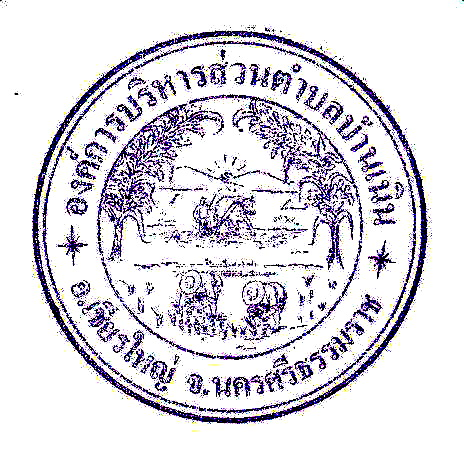 องค์การบริหารส่วนตำบลบ้านเนิน
อ.เชียรใหญ่ จ.นครศรีธรรมราช